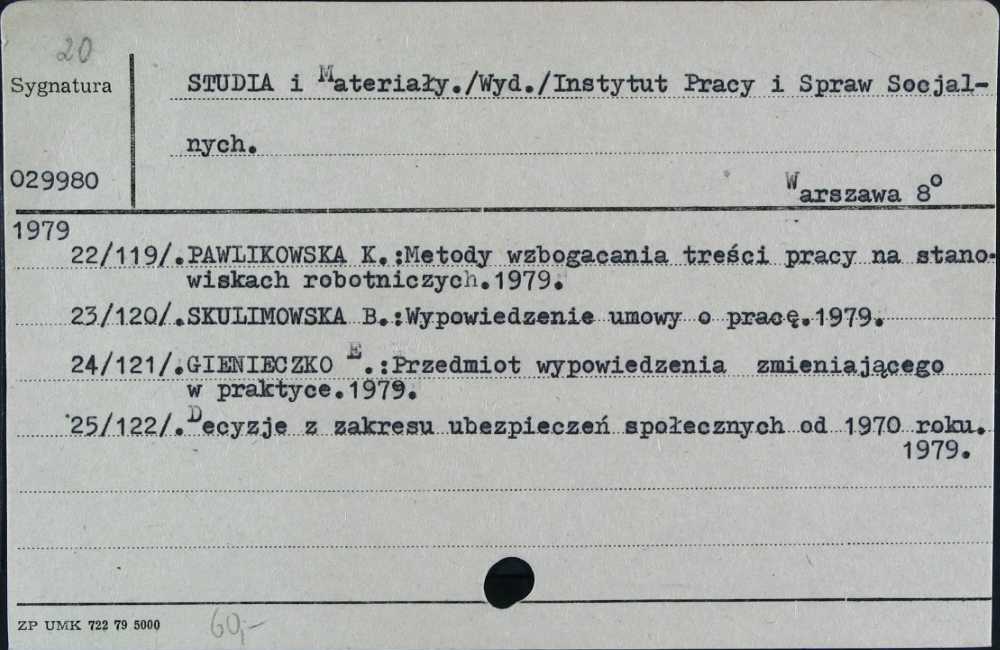 20
Sygnatura
STUDIA i Materiały./Wyd./Instytut Pracy i Spraw Socjal-
nych.
029980
Warszawa 8°
1979
22/119/.PAWLIKOWSKA K.:Metody wzbogacania treści pracy na stano-
wiskach robotniczych.1979.
23/120/.SKULIMOWSKA B.:Wypowiedzenie umowy o pracę.1979.
24/121/.GIENIECZKO E.:Przedmiot wypowiedzenia zmieniającego
w praktyce.1979.
25/122/.Decyzje z zakresu ubezpieczeń społecznych od 1970 roku.
1979.
ZP UMK 722 79 5000
60,-